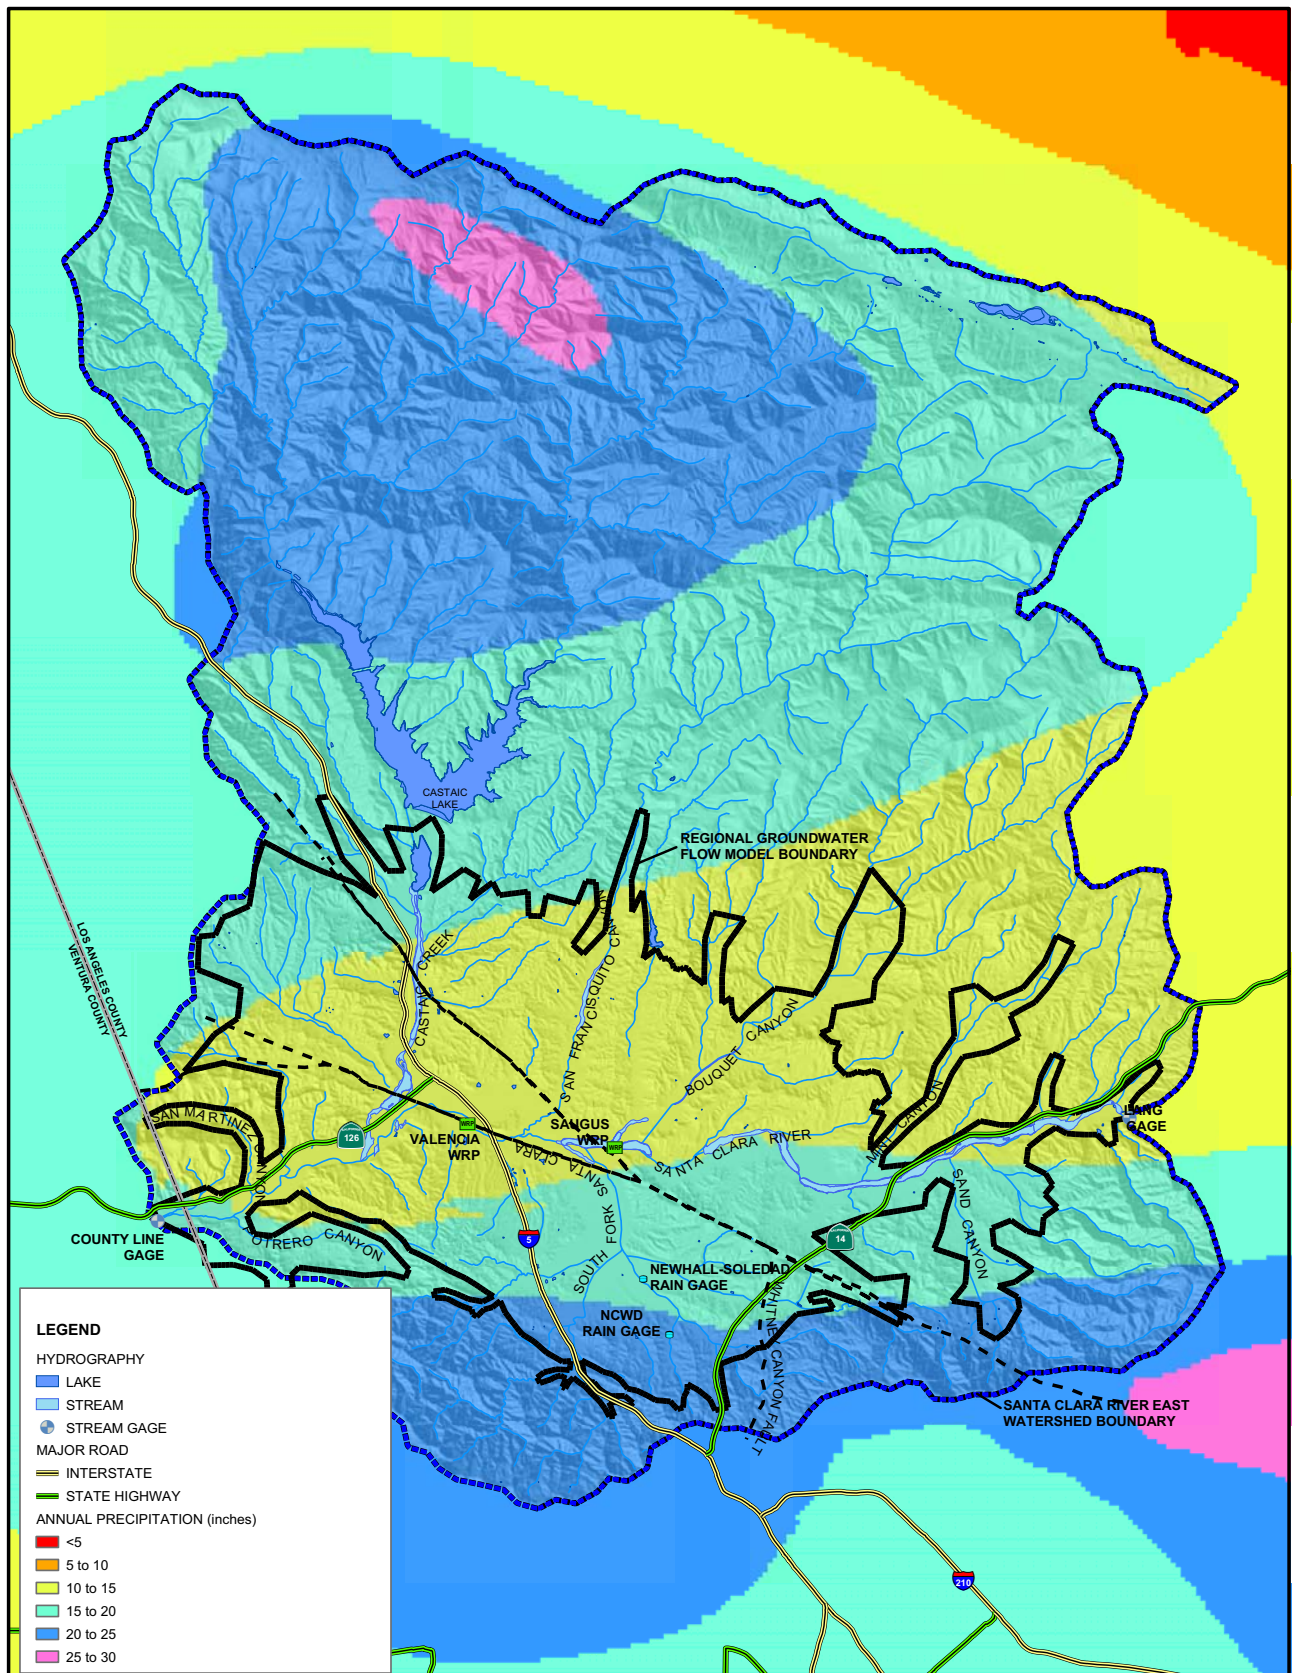 CASTAIC
LAKE
REGIONAL GROUNDWATER
FLOW MODEL BOUNDARY
LOS ANGELES COUNTY
VENTURA COUNTY
CASTAIC CREEK
SAN FRANCISQUITO CANYON
BOUQUET CANYON
MINT CANYON
LANG
GAGE
SAN MARTINEZ CANYON
126
WRP
VALENCIA
WRP
SAUGUS
WRP
WRP
SANTA CLARA RIVER
SOUTH FORK SANTA CLARA
SAND CANYON
COUNTY LINE
GAGE
POTRERO CANYON
5
14
NEWHALL-SOLEDAD
RAIN GAGE
NCWD
RAIN GAGE
WHITNEY CANYON FAULT
SANTA CLARA RIVER EAST
WATERSHED BOUNDARY
210
LEGEND
HYDROGRAPHY
LAKE
STREAM
STREAM GAGE
MAJOR ROAD
INTERSTATE
STATE HIGHWAY
ANNUAL PRECIPITATION (inches)
<5
5 to 10
10 to 15
15 to 20
20 to 25
25 to 30